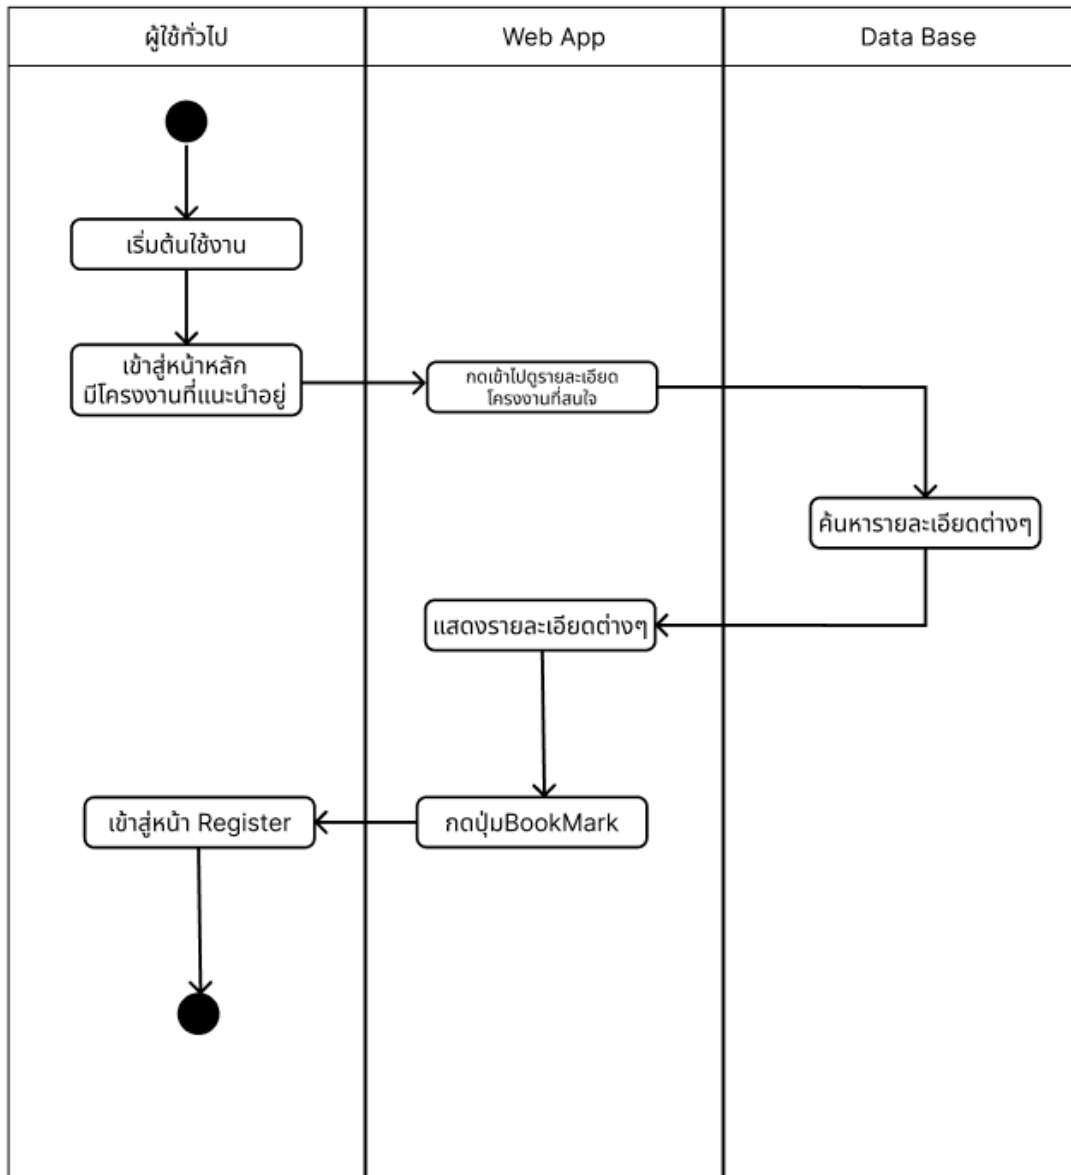 ผู้ใช้ทั่วไป
Web App
Data Base
เริ่มต้นใช้งาน
เข้าสู่หน้าหลัก
มีโครงงานที่แนะนำอยู่
กดเข้าไปดูรายละเอียด
โครงงานที่สนใจ
ค้นหารายละเอียดต่างๆ
แสดงรายละเอียดต่างๆ
กดปุ่มBookMark
เข้าสู่หน้า Register